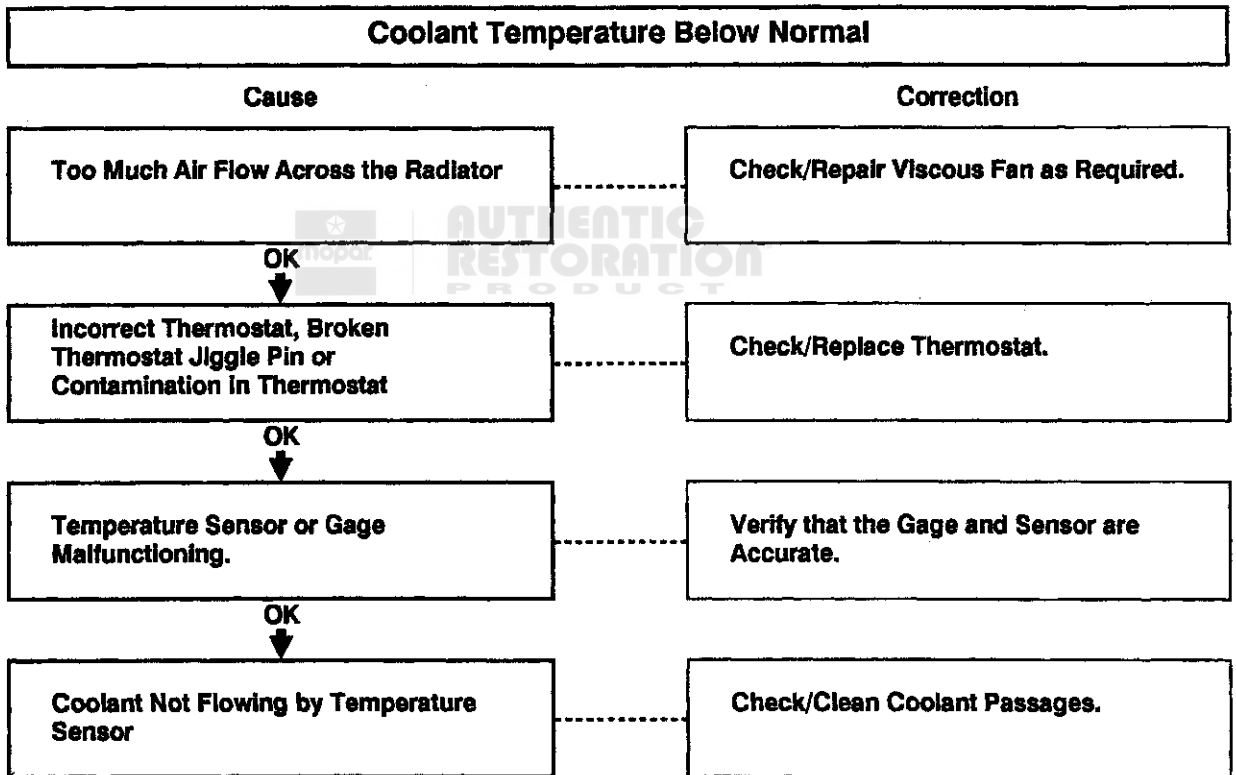 Coolant Temperature Below Normal
Cause
Correction
Too Much Air Flow Across the Radiator
Check/Repair Viscous Fan as Required.
mopar
AUTHENTIC
RESTORATION
PRODUCT
OK
Incorrect Thermostat, Broken
Thermostat Jiggle Pin or
Contamination in Thermostat
Check/Replace Thermostat.
OK
Temperature Sensor or Gage
Malfunctioning.
Verify that the Gage and Sensor are
Accurate.
OK
Coolant Not Flowing by Temperature
Sensor
Check/Clean Coolant Passages.